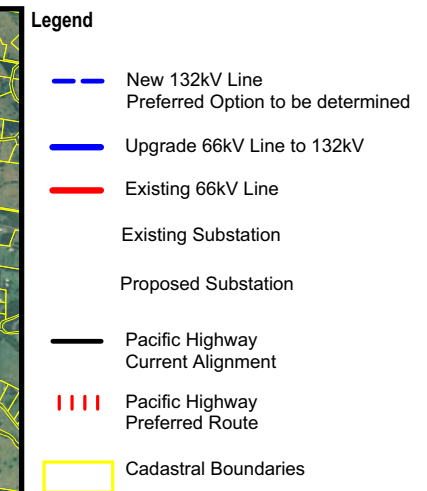 Legend
New 132kV Line
Preferred Option to be determined
Upgrade 66kV Line to 132kV
Existing 66kV Line
Existing Substation
Proposed Substation
Pacific Highway
Current Alignment
Pacific Highway
Preferred Route
Cadastral Boundaries